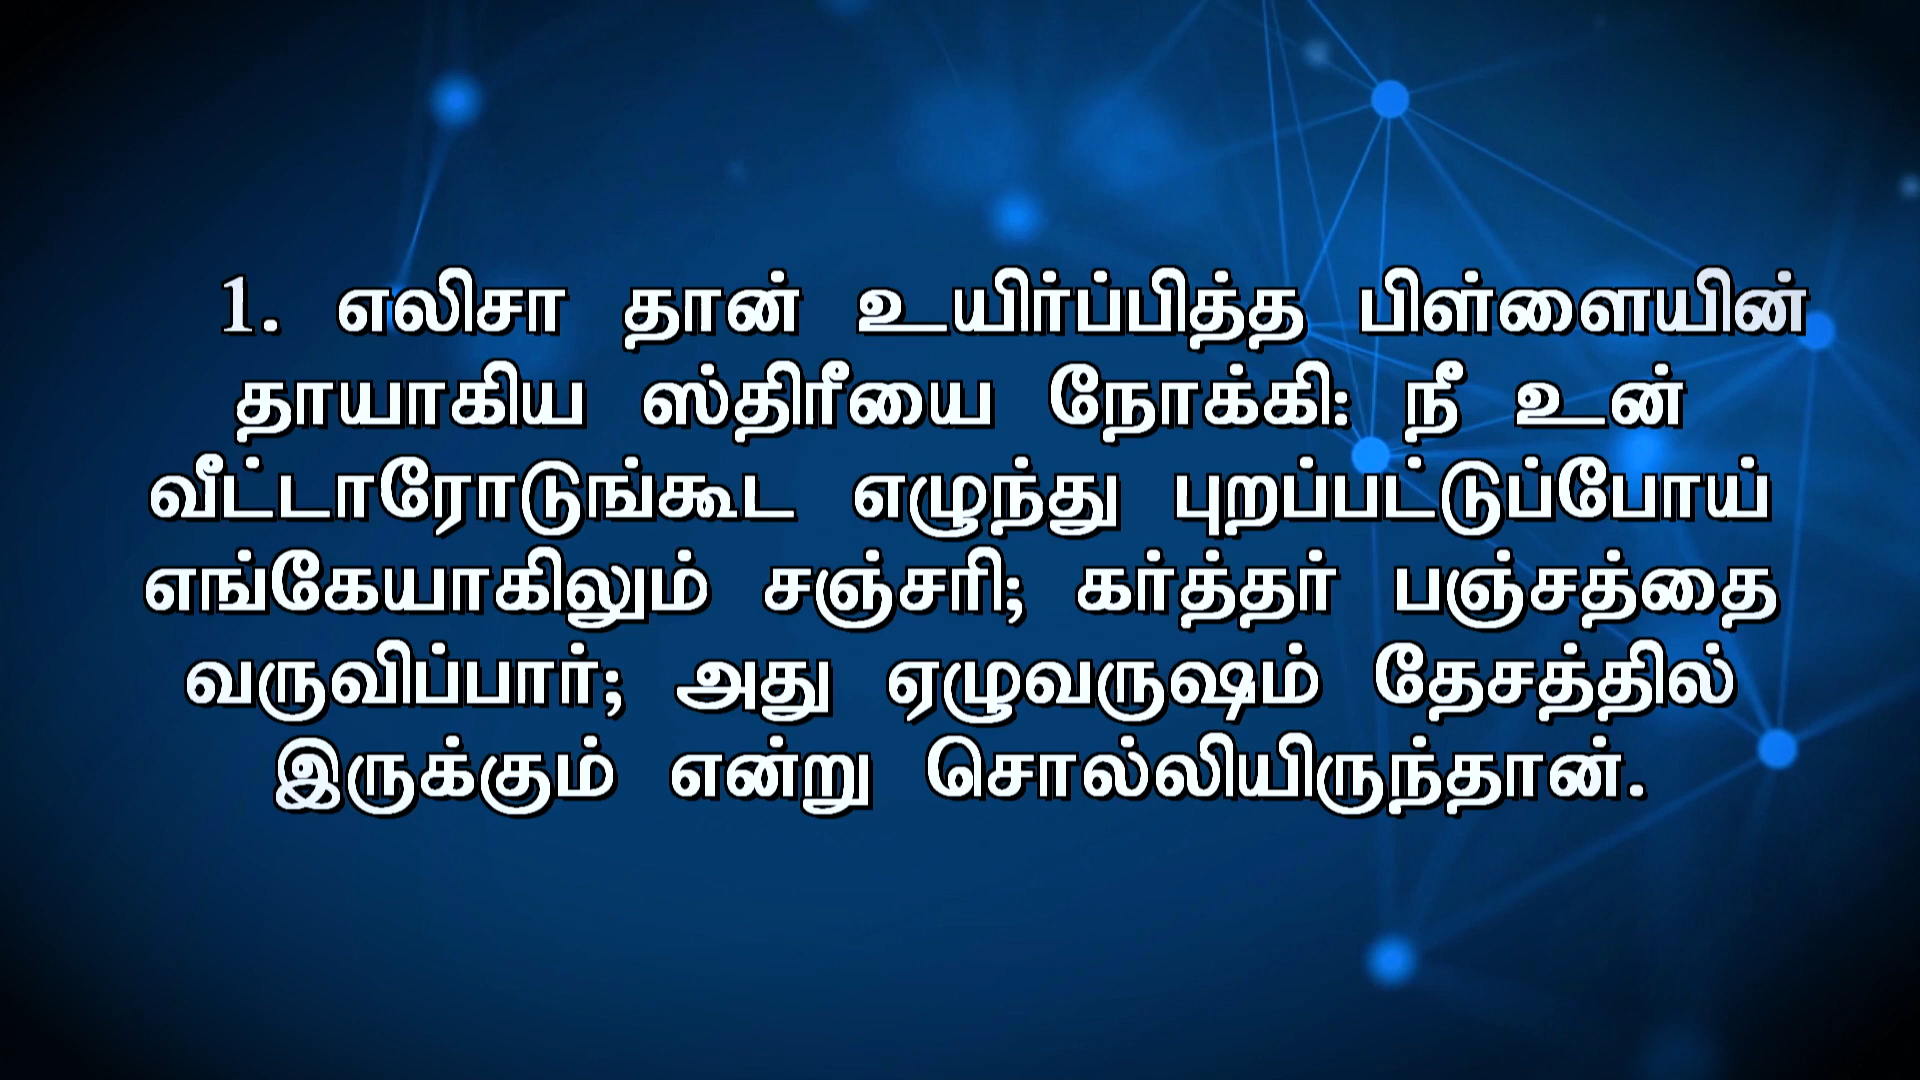 1. எலிசா தான் உயிர்ப்பித்த பிள்ளையின்
தாயாகிய ஸ்திரீயை நோக்கி: நீ உன்
வீட்டாரோடுங்கூட எழுந்து புறப்பட்டுப்போய்
எங்கேயாகிலும் சஞ்சரி; கர்த்தர் பஞ்சத்தை
வருவிப்பார்; அது ஏழுவருஷம் தேசத்தில்
இருக்கும் என்று சொல்லியிருந்தான்.